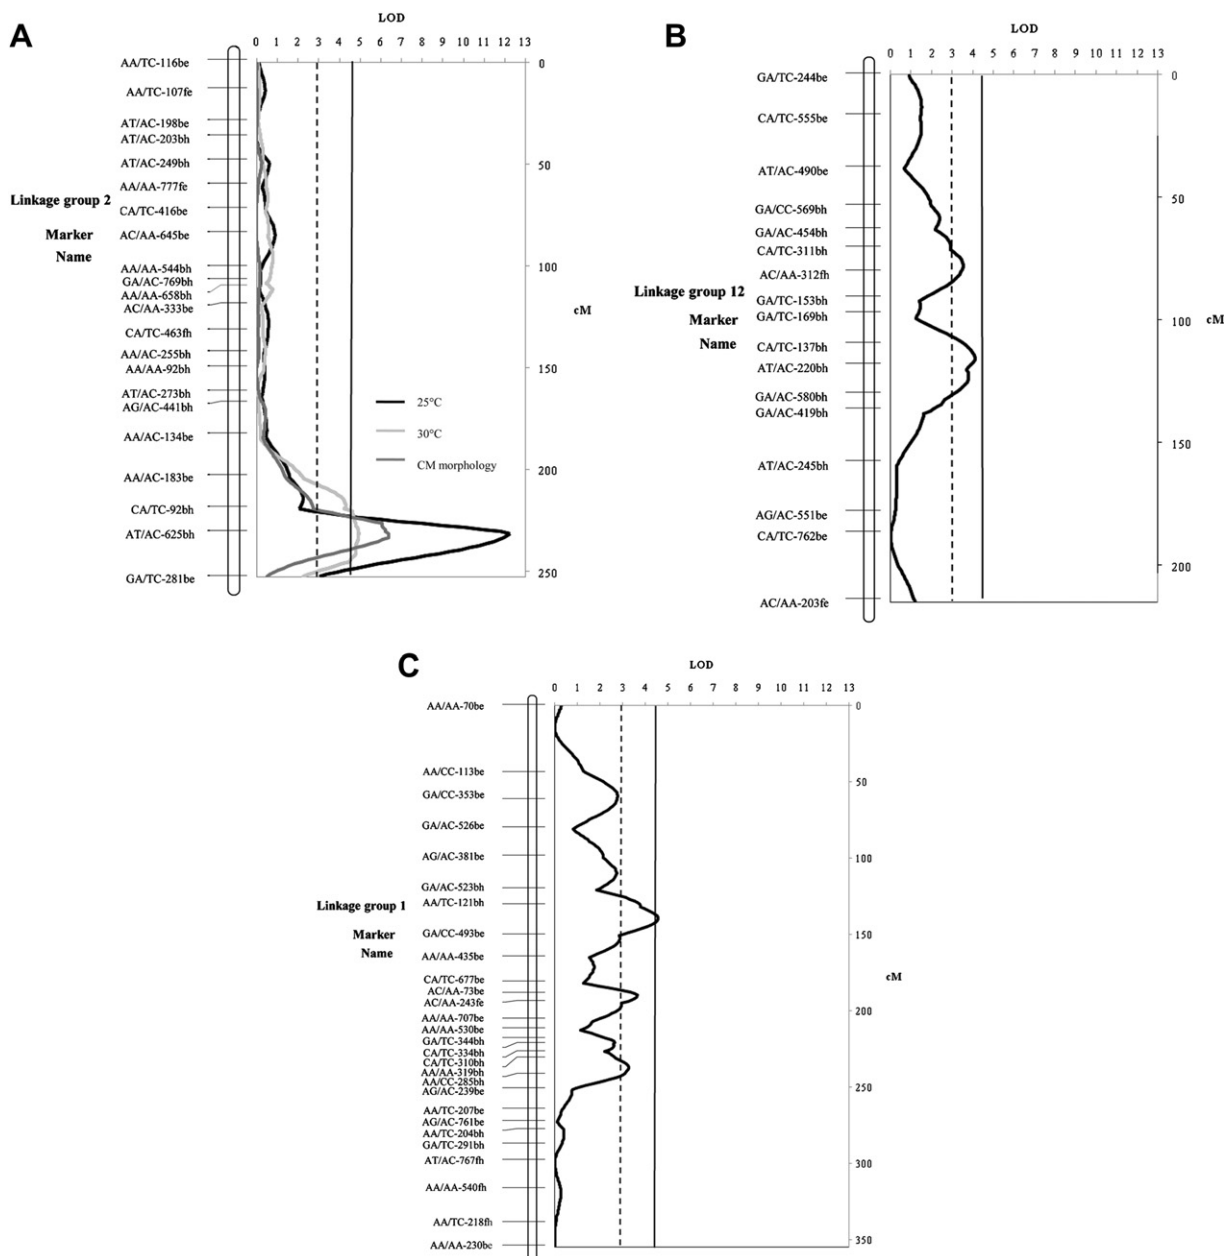 A
LOD
0 1 2 3 4 5 6 7 8 9 10 11 12 13
AA/TC-116be
AA/TC-107fe
AT/AC-198be
AT/AC-203bh
AT/AC-249bh
AA/AA-777fe
CA/TC-416be
AC/AA-645be
AA/AA-544bh
GA/AC-769bh
AA/AA-658bh
AC/AA-333be
CA/TC-463fh
AA/AC-255bh
AA/AA-92bh
AT/AC-273bh
AG/AC-441bh
AA/AC-134be
AA/AC-183be
CA/TC-92bh
AT/AC-625bh
GA/TC-281be
Linkage group 2
Marker
Name
0
50
100
150
200
250
cM
25°C
30°C
CM morphology
B
LOD
0 1 2 3 4 5 6 7 8 9 10 11 12 13
GA/TC-244be
CA/TC-555be
AT/AC-490be
GA/CC-569bh
GA/AC-454bh
CA/TC-311bh
AC/AA-312fh
GA/TC-153bh
GA/TC-169bh
CA/TC-137bh
AT/AC-220bh
GA/AC-580bh
GA/AC-419bh
AT/AC-245bh
AG/AC-551be
CA/TC-762be
AC/AA-203fe
Linkage group 12
Marker
Name
0
50
100
150
200
cM
C
LOD
0 1 2 3 4 5 6 7 8 9 10 11 12 13
AA/AA-70be
AA/CC-113be
GA/CC-353be
GA/AC-526be
AG/AC-381be
GA/AC-523bh
AA/TC-121bh
GA/CC-493be
AA/AA-435be
CA/TC-677be
AC/AA-73be
AC/AA-243fe
AA/AA-707be
AA/AA-530be
GA/TC-344bh
CA/TC-334bh
CA/TC-310bh
AA/AA-319bh
AA/CC-285bh
AG/AC-239be
AA/TC-207be
AG/AC-761be
AA/TC-204bh
GA/TC-291bh
AT/AC-767fh
AA/AA-540fh
AA/TC-218fh
AA/AA-230be
Linkage group 1
Marker
Name
0
50
100
150
200
250
300
350
cM